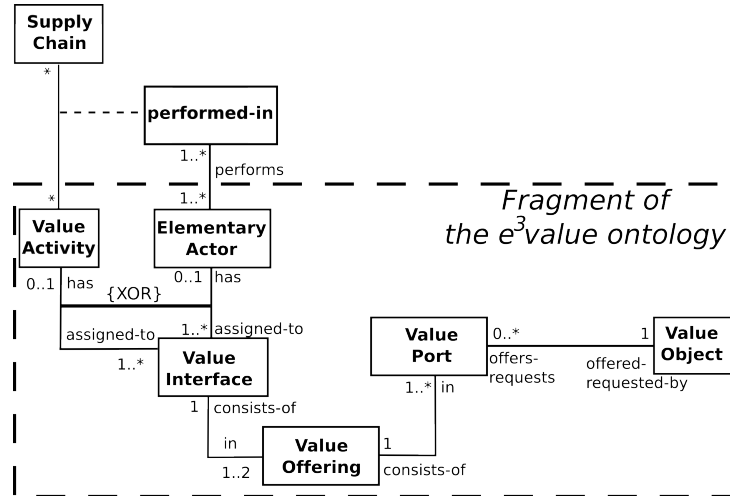 Supply
Chain
*
performed-in
1..*
performs
*
1..*
Fragment of
the e3value ontology
Value
Activity
Elementary
Actor
0..1 has
0..1 has
{XOR}
assigned-to
1..*
1..* assigned-to
Value
Interface
Value
Port
0..*
offers-
requests
1
offered-
requested-by
Value
Object
1..* in
1 consists-of
in
1..2
Value
Offering
1
consists-of